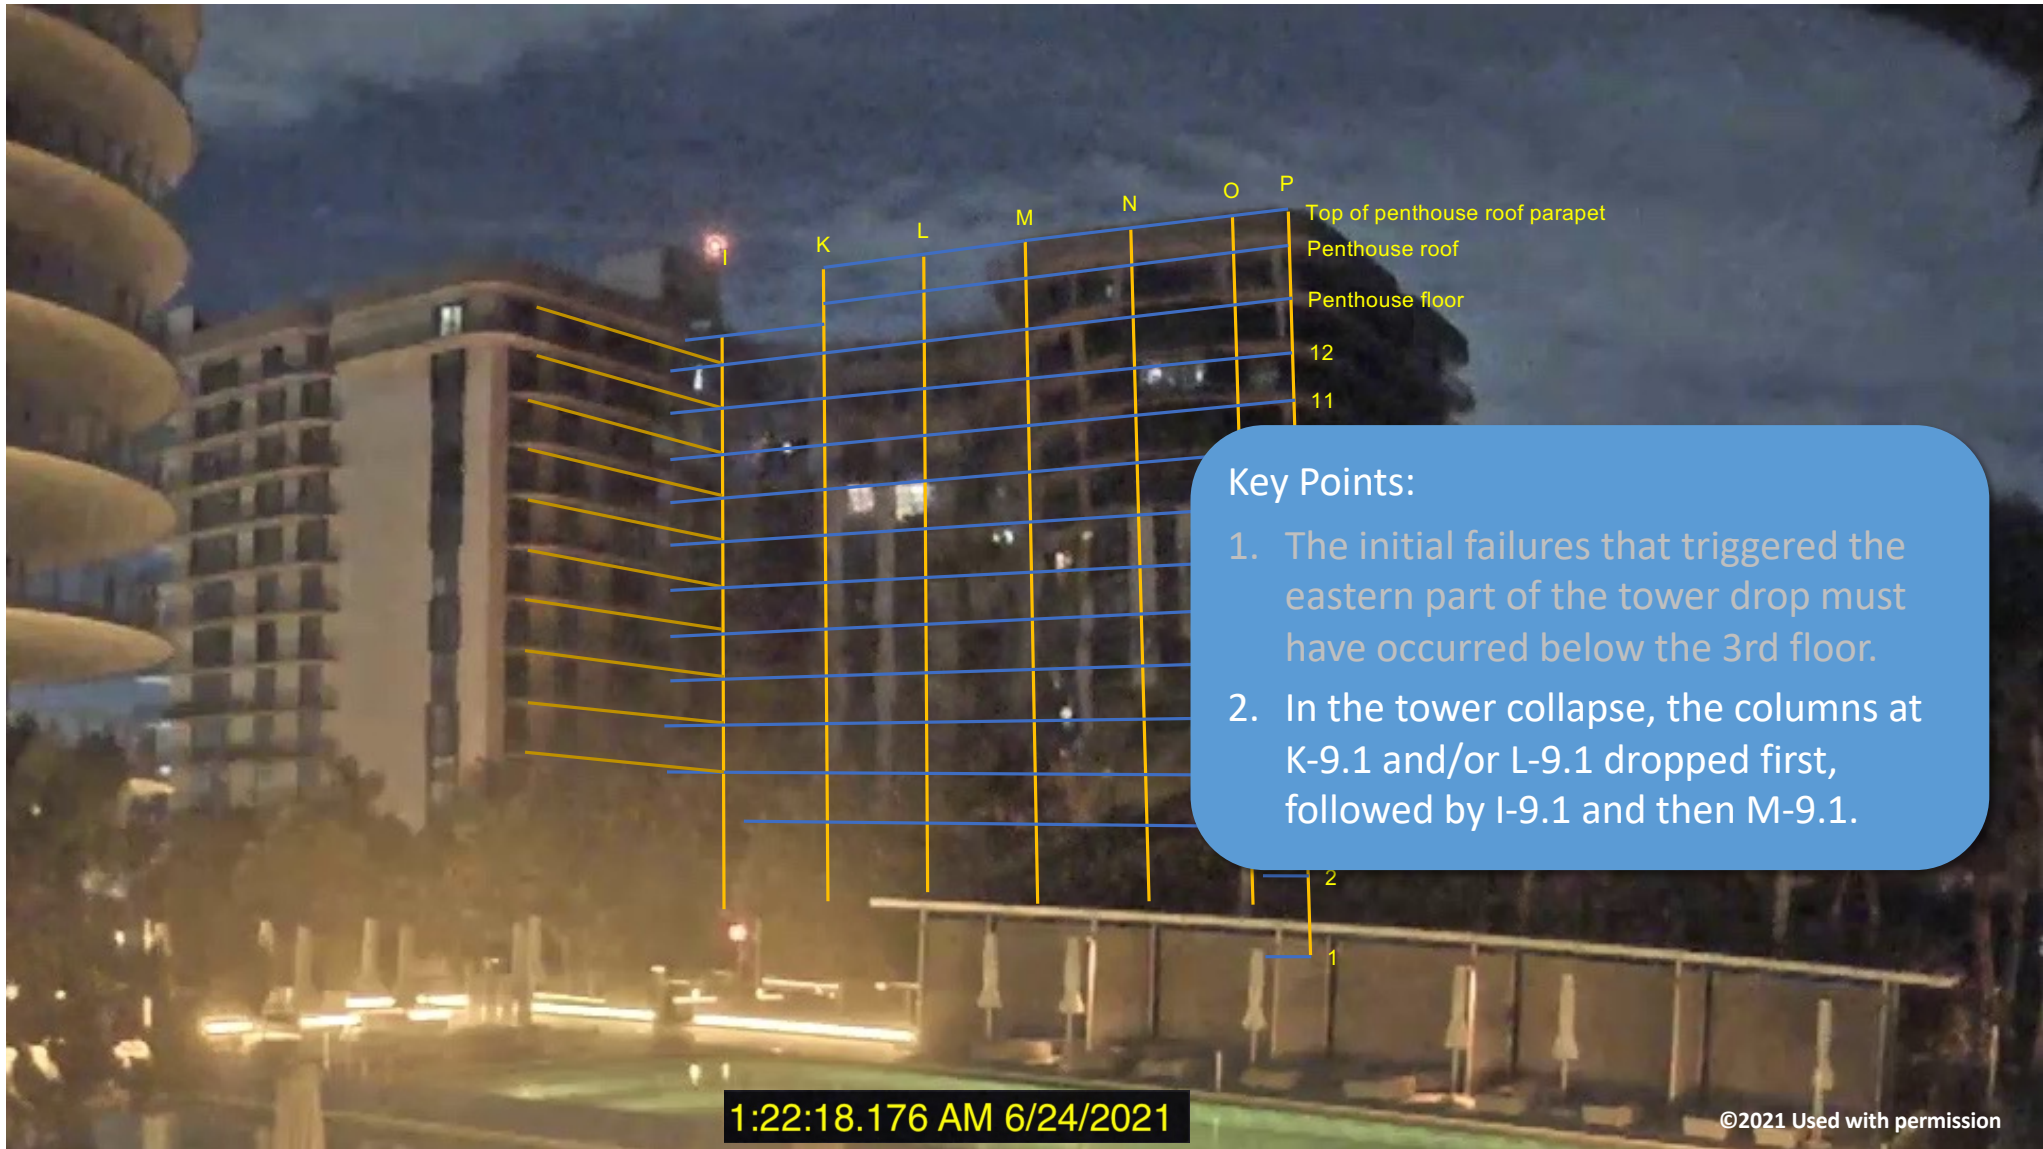 P
O
N
M
L
K
I
Top of penthouse roof parapet
Penthouse roof
Penthouse floor
12
11
Key Points:
1. The initial failures that triggered the
eastern part of the tower drop must
have occurred below the 3rd floor.
2. In the tower collapse, the columns at
K-9.1 and/or L-9.1 dropped first,
followed by I-9.1 and then M-9.1.
2
1
1:22:18.176 AM 6/24/2021
©2021 Used with permission